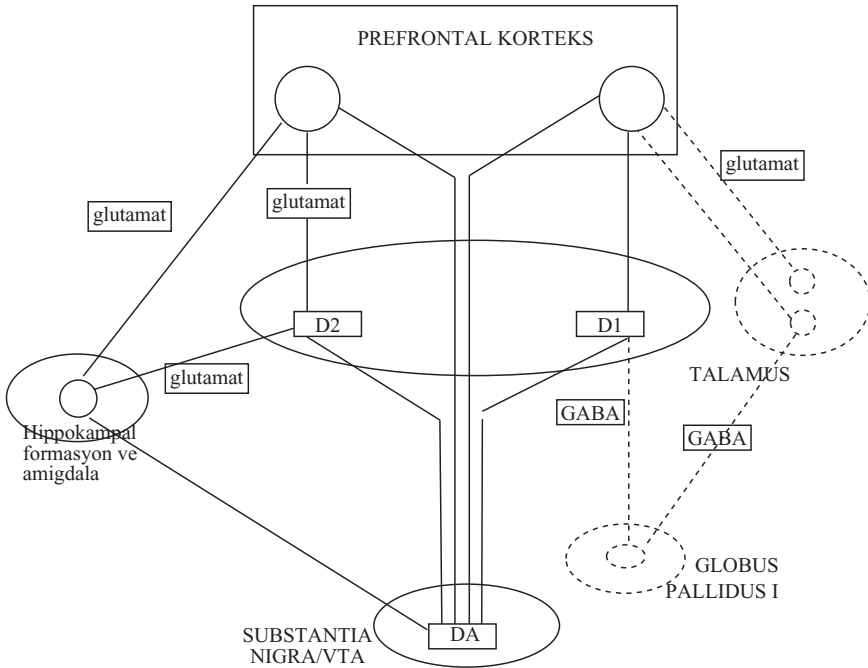 PREFRONTAL KORTEKS
glutamat
glutamat
glutamat
D2
D1
TALAMUS
glutamat
GABA
GABA
Hippokampal
formasyon ve
amigdala
GLOBUS
PALLIDUS I
SUBSTANTIA
NIGRA/VTA
DA